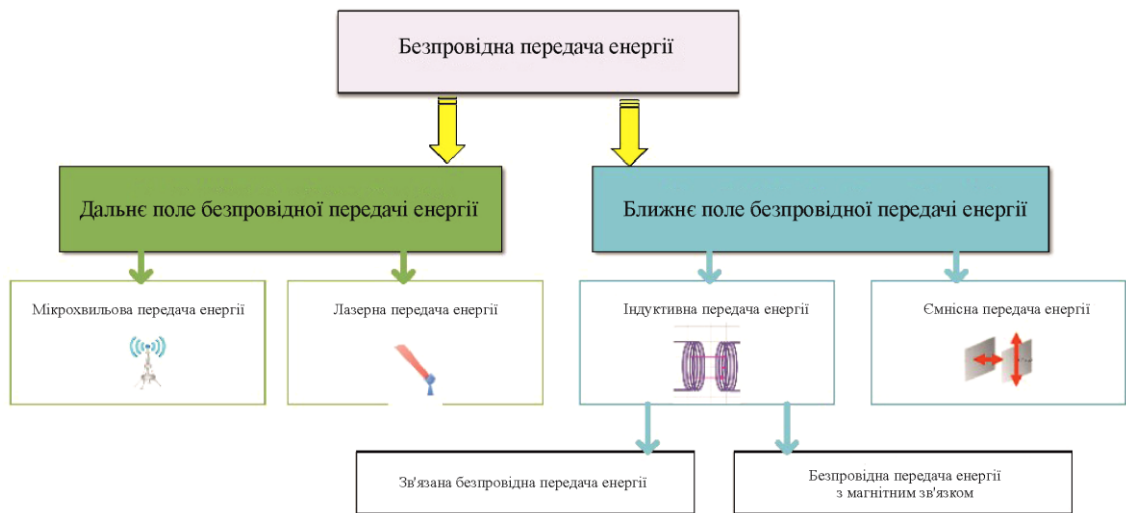 Безпровідна передача енергії
Дальнє поле безпровідної передачі енергії
Ближнє поле безпровідної передачі енергії
Мікрохвильова передача енергії
Лазерна передача енергії
Індуктивна передача енергії
Ємнісна передача енергії
Зв'язана безпровідна передача енергії
Безпровідна передача енергії
з магнітним зв'язком